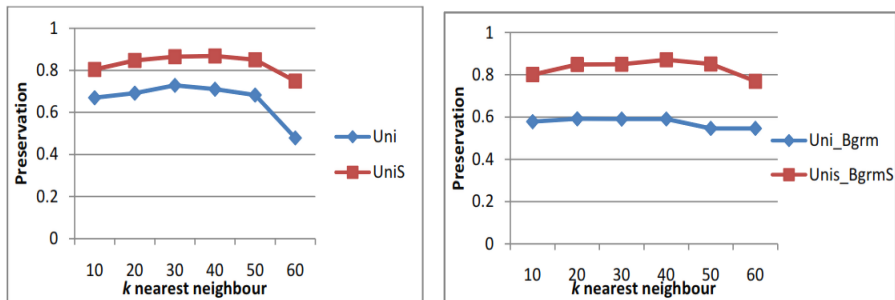 1
0.8
0.6
0.4
0.2
0
Preservation
10 20 30 40 50 60
k nearest neighbour
Uni
UniS
1
0.8
0.6
0.4
0.2
0
Preservation
10 20 30 40 50 60
k nearest neighbour
Uni_Bgrm
Unis_BgrmS